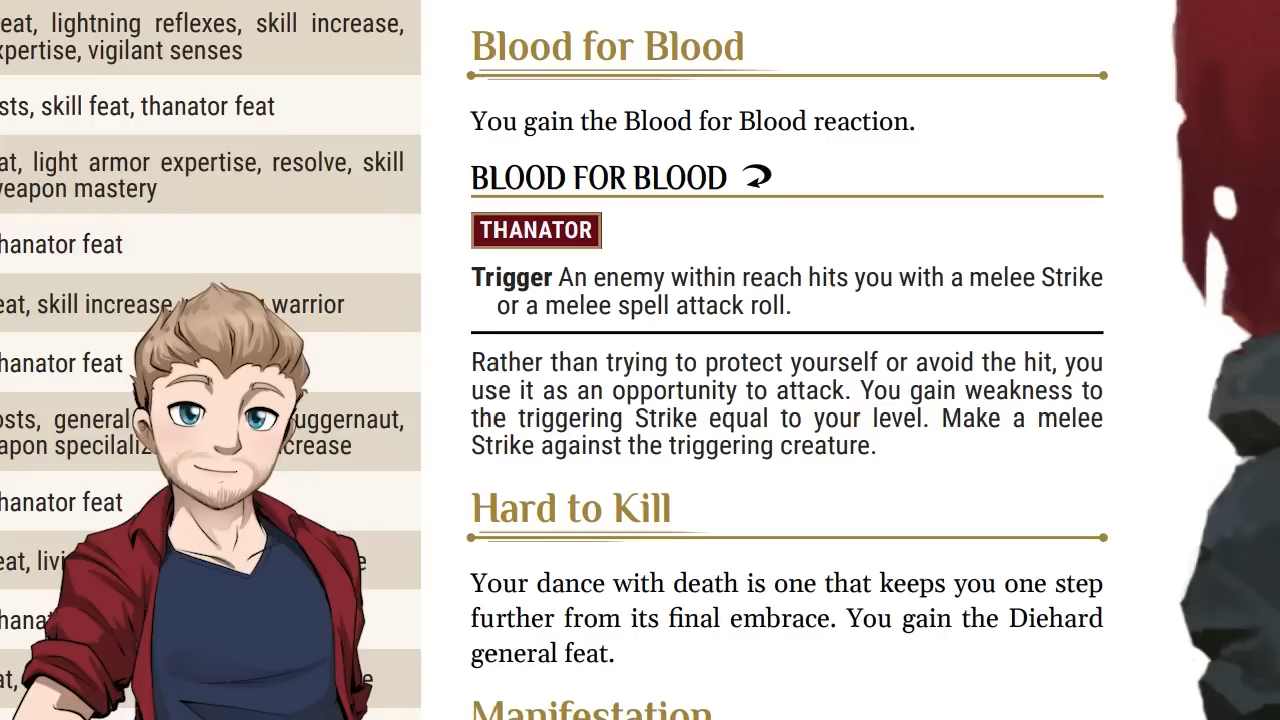 eat, lightning reflexes, skill increase,
xpertise, vigilant senses
sts, skill feat, thanator feat
at, light armor expertise, resolve, skill
weapon mastery
hanator feat
eat, skill increase warrior
hanator feat
osts, general uggernaut,
apon specilaliz crease
hanator feat
eat, livi e
hanat
at, e
Blood for Blood
You gain the Blood for Blood reaction.
BLOOD FOR BLOOD
THANATOR
Trigger An enemy within reach hits you with a melee Strike
or a melee spell attack roll.
Rather than trying to protect yourself or avoid the hit, you
use it as an opportunity to attack. You gain weakness to
the triggering Strike equal to your level. Make a melee
Strike against the triggering creature.
Hard to Kill
Your dance with death is one that keeps you one step
further from its final embrace. You gain the Diehard
general feat.
Manifestation